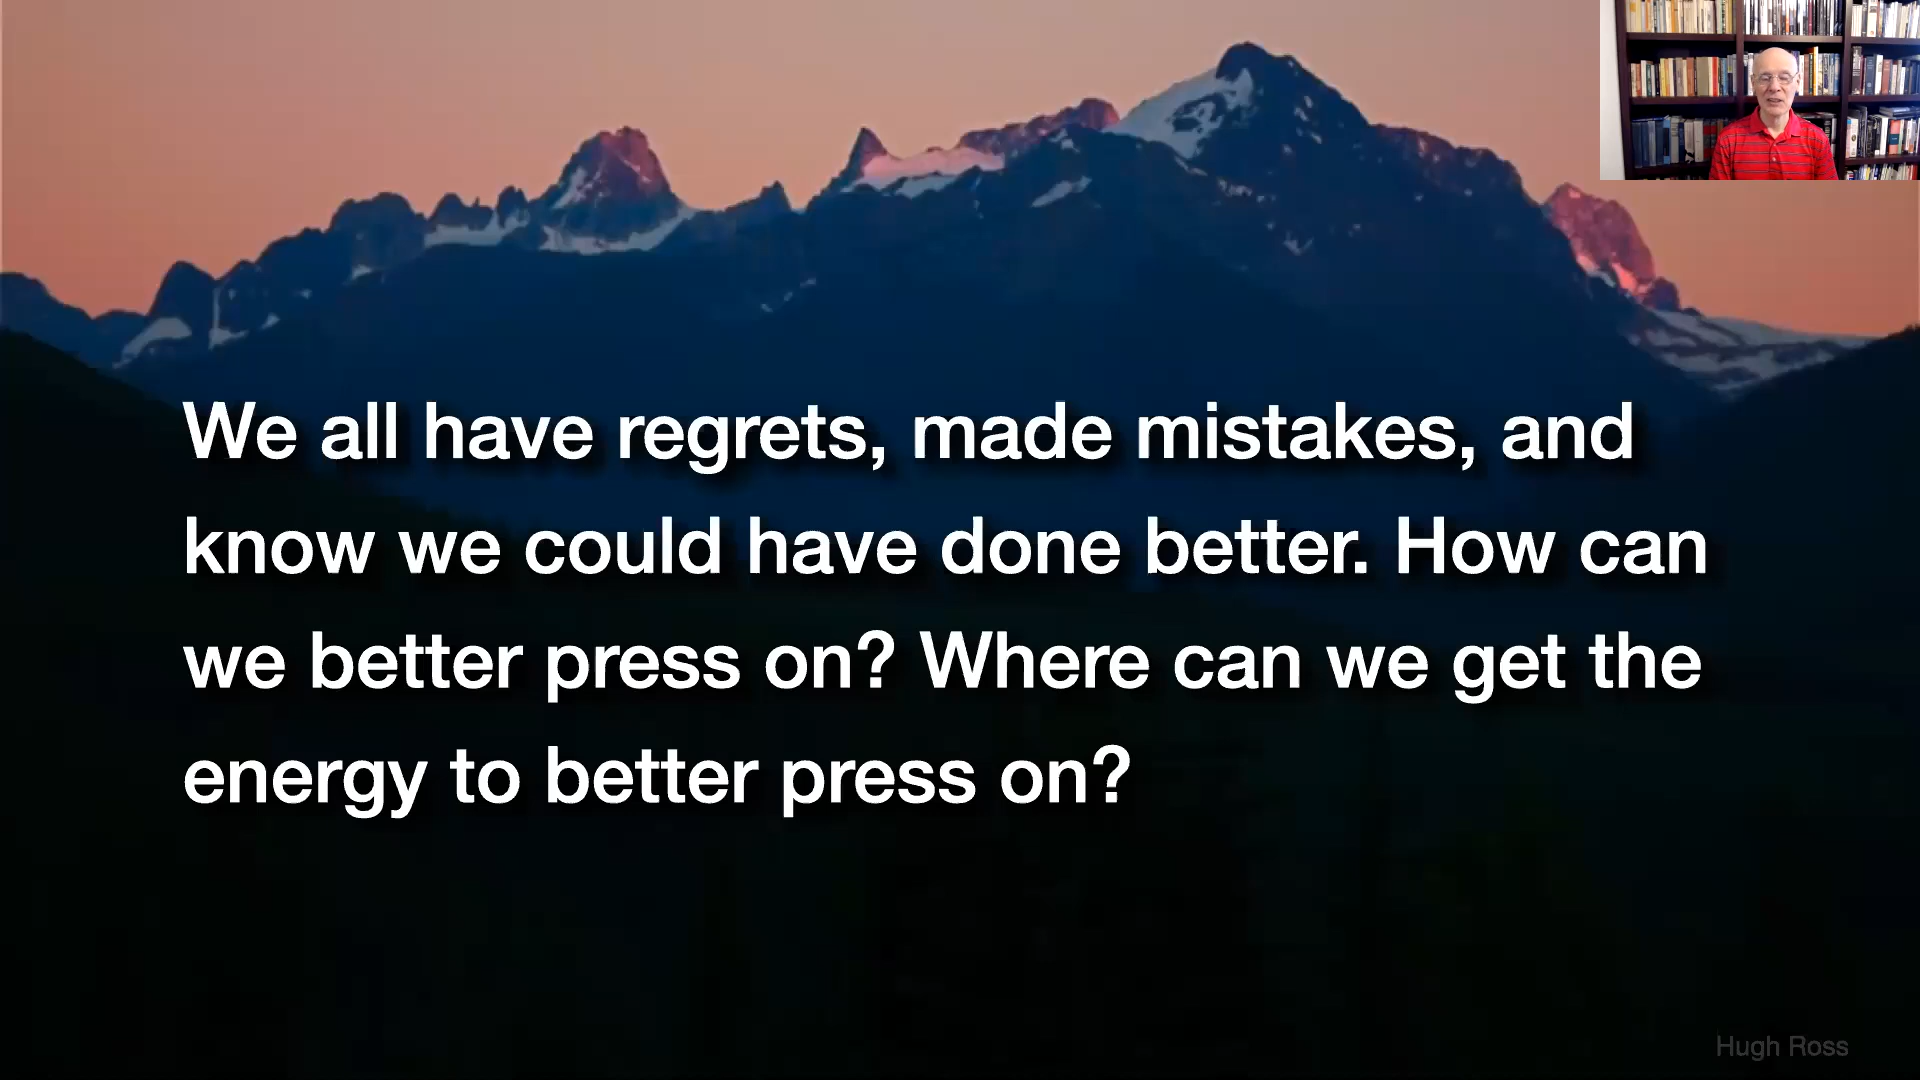 We all have regrets, made mistakes, and
know we could have done better. How can
we better press on? Where can we get the
energy to better press on?
Hugh Ross